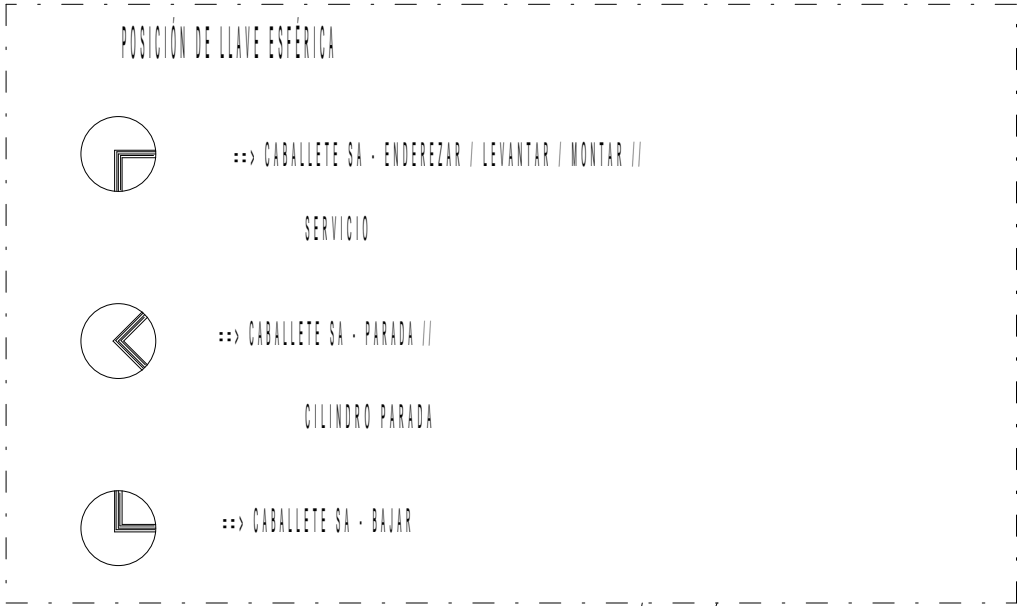 POSICIÓN DE LLAVE ESFÉRICA
::> CABALLETE SA - ENDEREZAR / LEVANTAR / MONTAR //
SERVICIO
::> CABALLETE SA - PARADA //
CILINDRO PARADA
::> CABALLETE SA - BAJAR